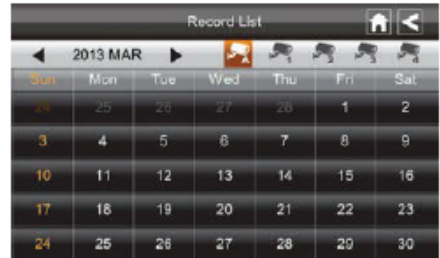 Record List
2013 MAR
Sun Mon Tue Wed Thu Fri Sat
24 25 26 27 28 1 2
3 4 5 6 7 8 9
10 11 12 13 14 15 16
17 18 19 20 21 22 23
24 25 26 27 28 29 30